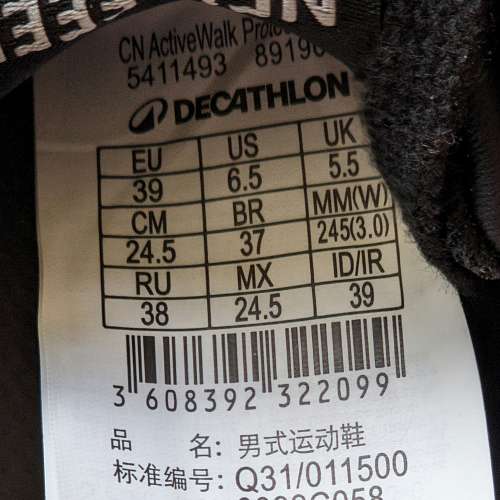 CN ActiveWalk
5411493
DECATHLON
EU US UK
39 6.5 5.5
CM BR MM(W)
24.5 37 245(3.0)
RU MX ID/IR
38 24.5 39
3 608392 322099
品 名: 男式运动鞋
标准编号: Q31/011500